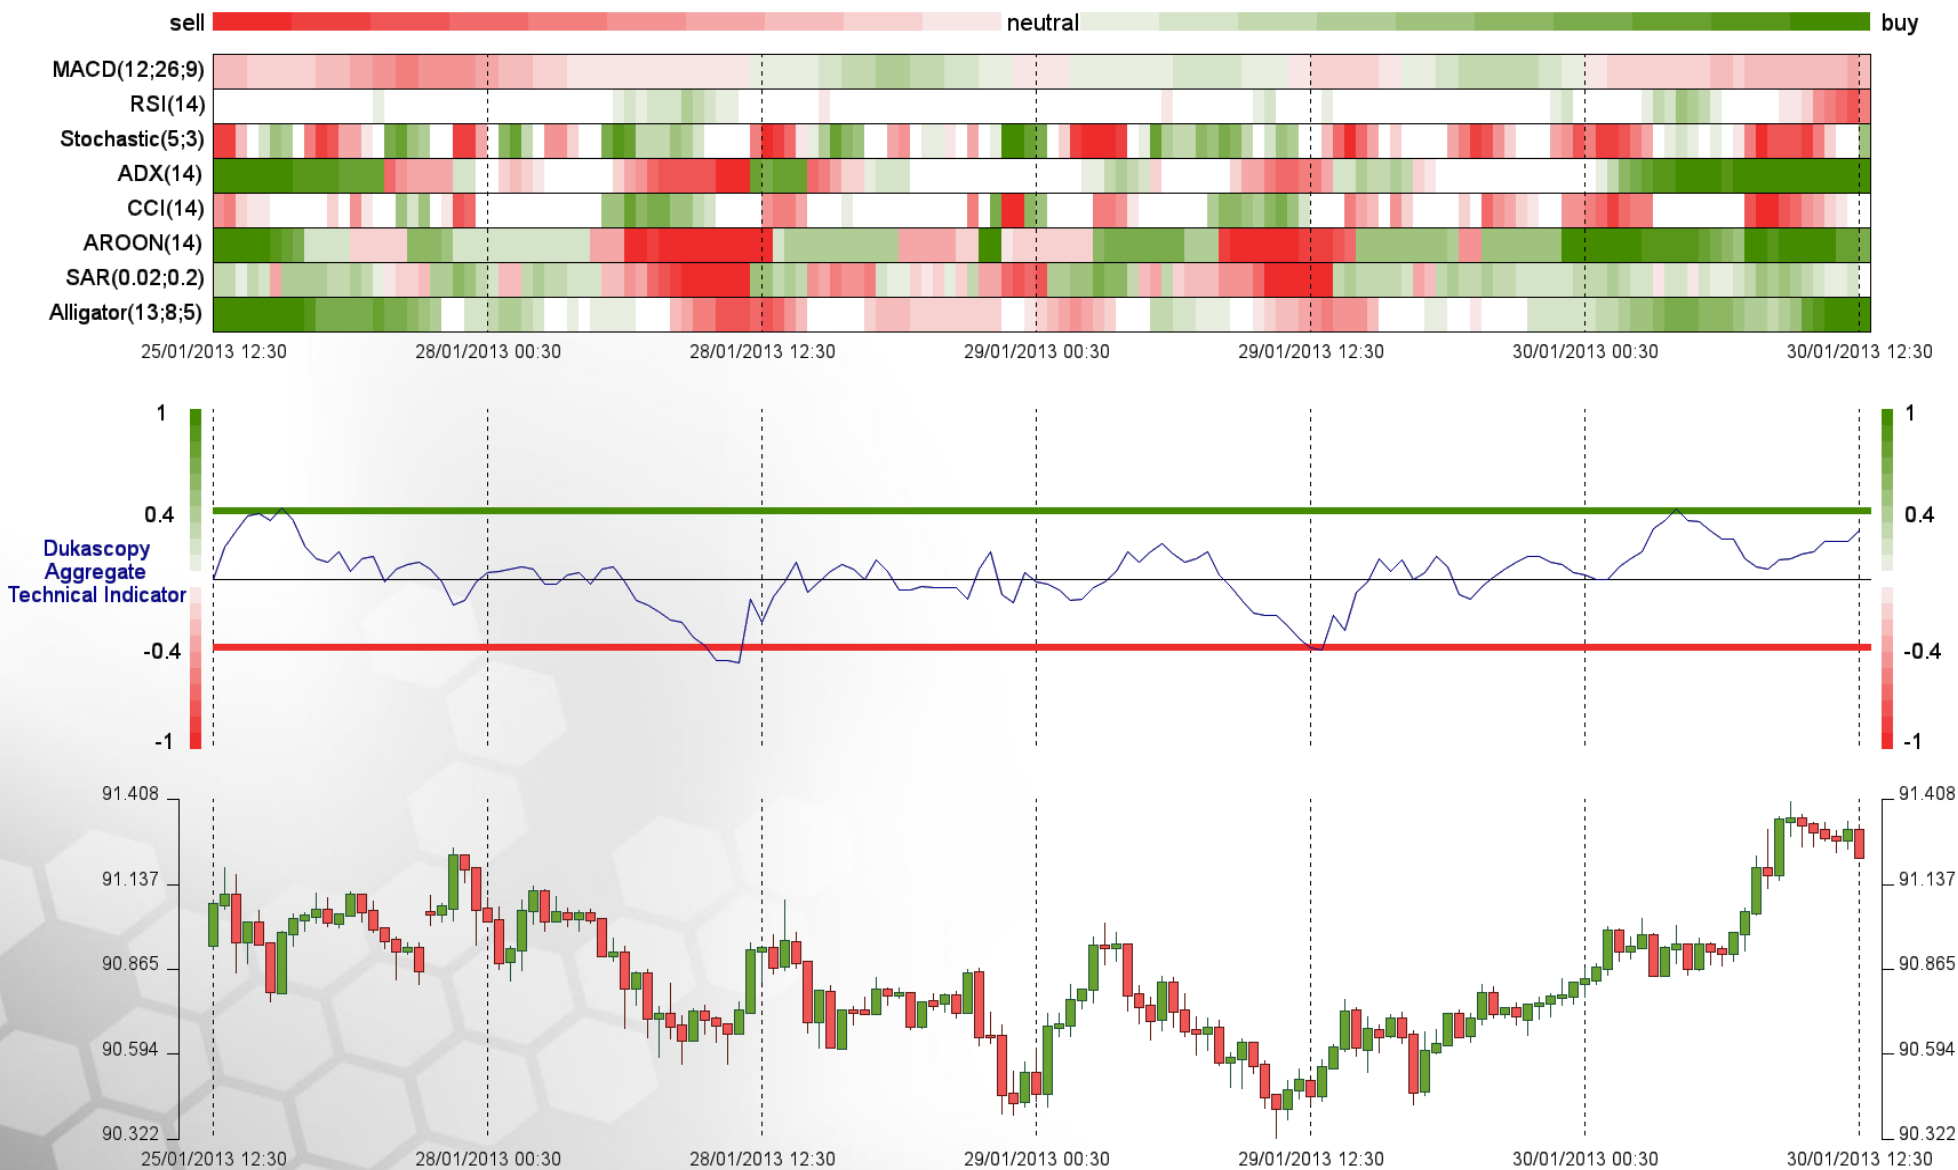 sell neutral buy
MACD(12;26;9)
RSI(14)
Stochastic(5;3)
ADX(14)
CCI(14)
AROON(14)
SAR(0.02;0.2)
Alligator(13;8;5)
25/01/2013 12:30 28/01/2013 00:30 28/01/2013 12:30 29/01/2013 00:30 29/01/2013 12:30 30/01/2013 00:30 30/01/2013 12:30
1 1
0.4 0.4
Dukascopy
Aggregate
Technical Indicator
-0.4 -0.4
-1 -1
91.408 91.408
91.137 91.137
90.865 90.865
90.594 90.594
90.322 90.322
25/01/2013 12:30 28/01/2013 00:30 28/01/2013 12:30 29/01/2013 00:30 29/01/2013 12:30 30/01/2013 00:30 30/01/2013 12:30